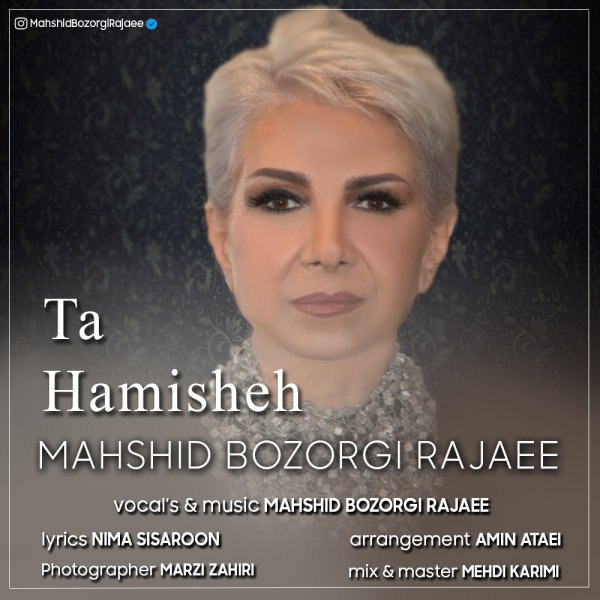 MahshidBozorgiRajaee
Ta
Hamisheh
MAHSHID BOZORGI RAJAEE
vocal's & music MAHSHID BOZORGI RAJAEE
lyrics NIMA SISAROON
arrangement AMIN ATAEI
Photographer MARZI ZAHIRI
mix & master MEHDI KARIMI